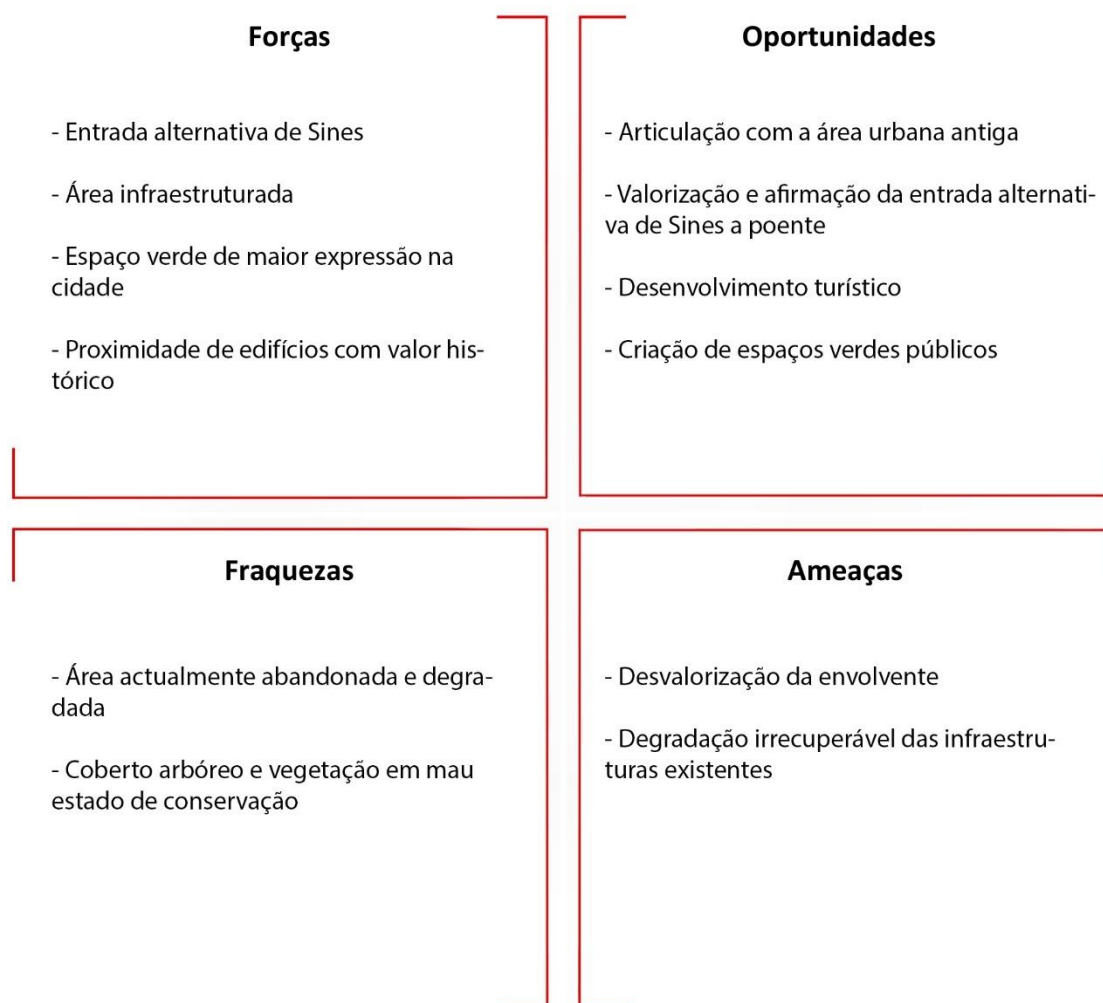 Forças
- Entrada alternativa de Sines
- Área infraestruturada
- Espaço verde de maior expressão na
cidade
- Proximidade de edifícios com valor his-
tórico
Oportunidades
- Articulação com a área urbana antiga
- Valorização e afirmação da entrada alternati-
va de Sines a poente
- Desenvolvimento turístico
- Criação de espaços verdes públicos
Fraquezas
- Área actualmente abandonada e degra-
dada
- Coberto arbóreo e vegetação em mau
estado de conservação
Ameaças
- Desvalorização da envolvente
- Degradação irrecuperável das infraestru-
turas existentes